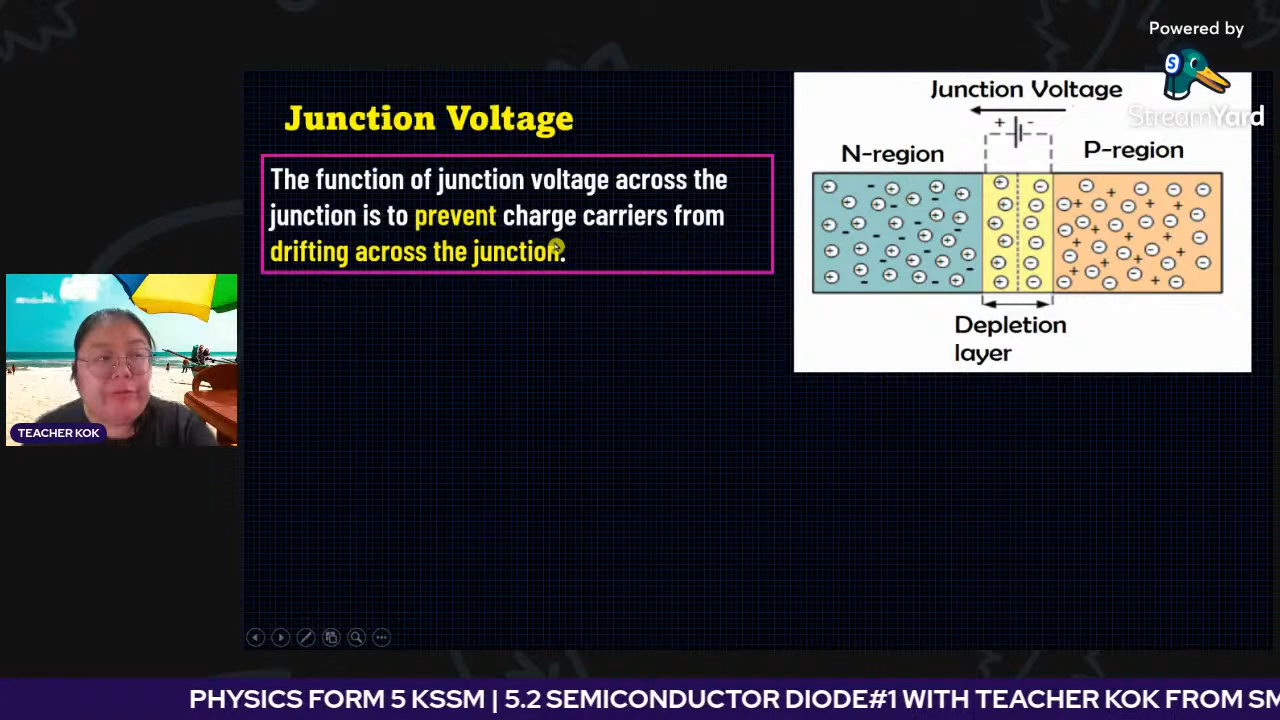 Powered by
StreamYard
Junction Voltage
The function of junction voltage across the
junction is to prevent charge carriers from
drifting across the junction.
Junction Voltage
+ -
N-region
P-region
Depletion
layer
TEACHER KOK
PHYSICS FORM 5 KSSM | 5.2 SEMICONDUCTOR DIODE#1 WITH TEACHER KOK FROM SM